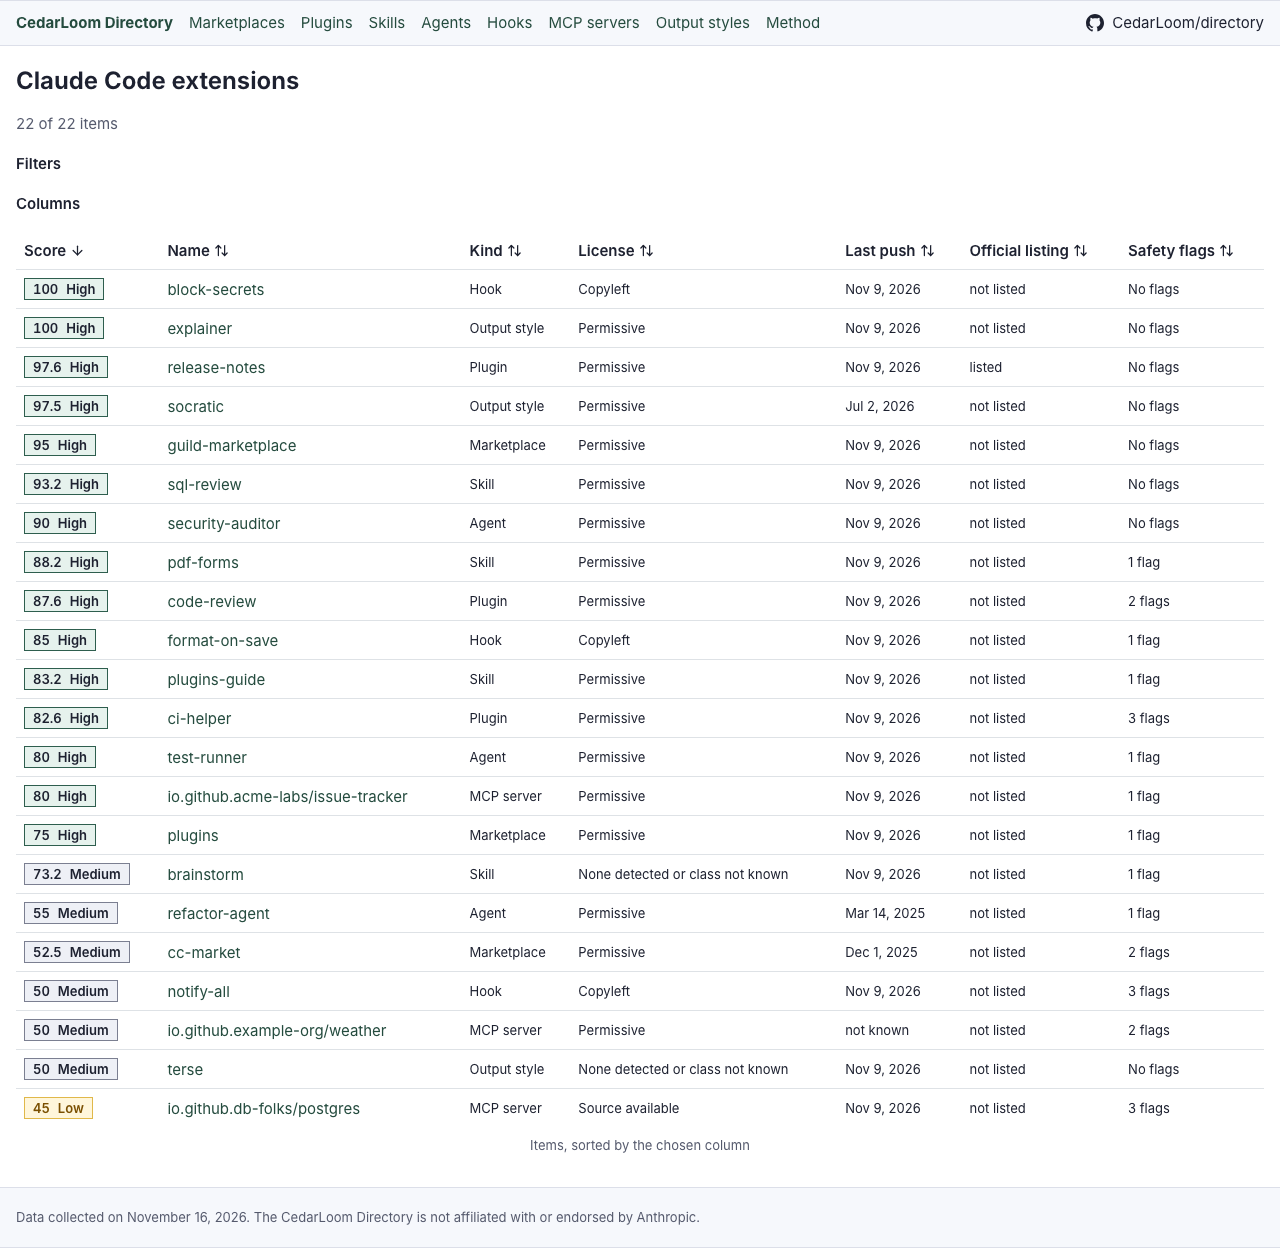 CedarLoom Directory Marketplaces Plugins Skills Agents Hooks MCP servers Output styles Method CedarLoom/directory
Claude Code extensions
22 of 22 items
Filters
Columns
Score ↓ Name ↑↓ Kind ↑↓ License ↑↓ Last push ↑↓ Official listing ↑↓ Safety flags ↑↓
100 High block-secrets Hook Copyleft Nov 9, 2026 not listed No flags
100 High explainer Output style Permissive Nov 9, 2026 not listed No flags
97.6 High release-notes Plugin Permissive Nov 9, 2026 listed No flags
97.5 High socratic Output style Permissive Jul 2, 2026 not listed No flags
95 High guild-marketplace Marketplace Permissive Nov 9, 2026 not listed No flags
93.2 High sql-review Skill Permissive Nov 9, 2026 not listed No flags
90 High security-auditor Agent Permissive Nov 9, 2026 not listed No flags
88.2 High pdf-forms Skill Permissive Nov 9, 2026 not listed 1 flag
87.6 High code-review Plugin Permissive Nov 9, 2026 not listed 2 flags
85 High format-on-save Hook Copyleft Nov 9, 2026 not listed 1 flag
83.2 High plugins-guide Skill Permissive Nov 9, 2026 not listed 1 flag
82.6 High ci-helper Plugin Permissive Nov 9, 2026 not listed 3 flags
80 High test-runner Agent Permissive Nov 9, 2026 not listed 1 flag
80 High io.github.acme-labs/issue-tracker MCP server Permissive Nov 9, 2026 not listed 1 flag
75 High plugins Marketplace Permissive Nov 9, 2026 not listed 1 flag
73.2 Medium brainstorm Skill None detected or class not known Nov 9, 2026 not listed 1 flag
55 Medium refactor-agent Agent Permissive Mar 14, 2025 not listed 1 flag
52.5 Medium cc-market Marketplace Permissive Dec 1, 2025 not listed 2 flags
50 Medium notify-all Hook Copyleft Nov 9, 2026 not listed 3 flags
50 Medium io.github.example-org/weather MCP server Permissive not known not listed 2 flags
50 Medium terse Output style None detected or class not known Nov 9, 2026 not listed No flags
45 Low io.github.db-folks/postgres MCP server Source available Nov 9, 2026 not listed 3 flags
Items, sorted by the chosen column
Data collected on November 16, 2026. The CedarLoom Directory is not affiliated with or endorsed by Anthropic.